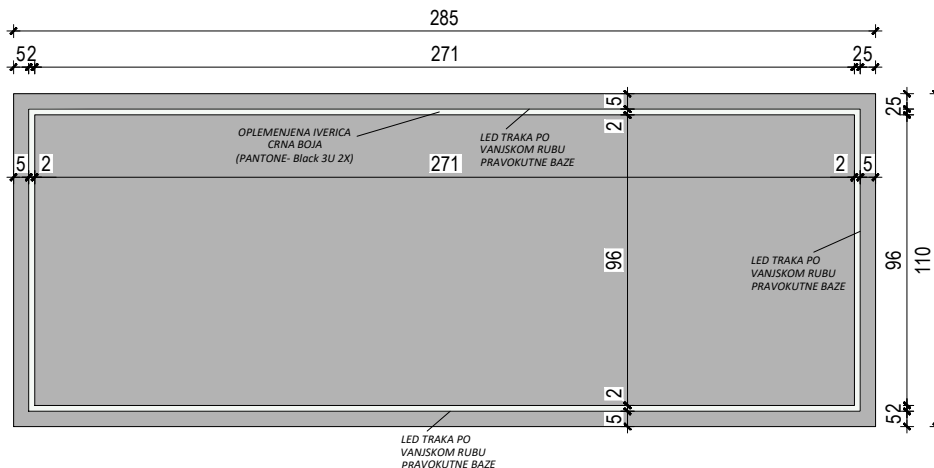 285
52 271 25
5
25
OPLEMENJENA IVERICA
CRNA BOJA
(PANTONE- Black 3U 2X)
LED TRAKA PO
VANJSKOM RUBU
PRAVOKUTNE BAZE
2
5 2 271 2 5
96
LED TRAKA PO
VANJSKOM RUBU
PRAVOKUTNE BAZE
96
110
2
5
52
LED TRAKA PO
VANJSKOM RUBU
PRAVOKUTNE BAZE